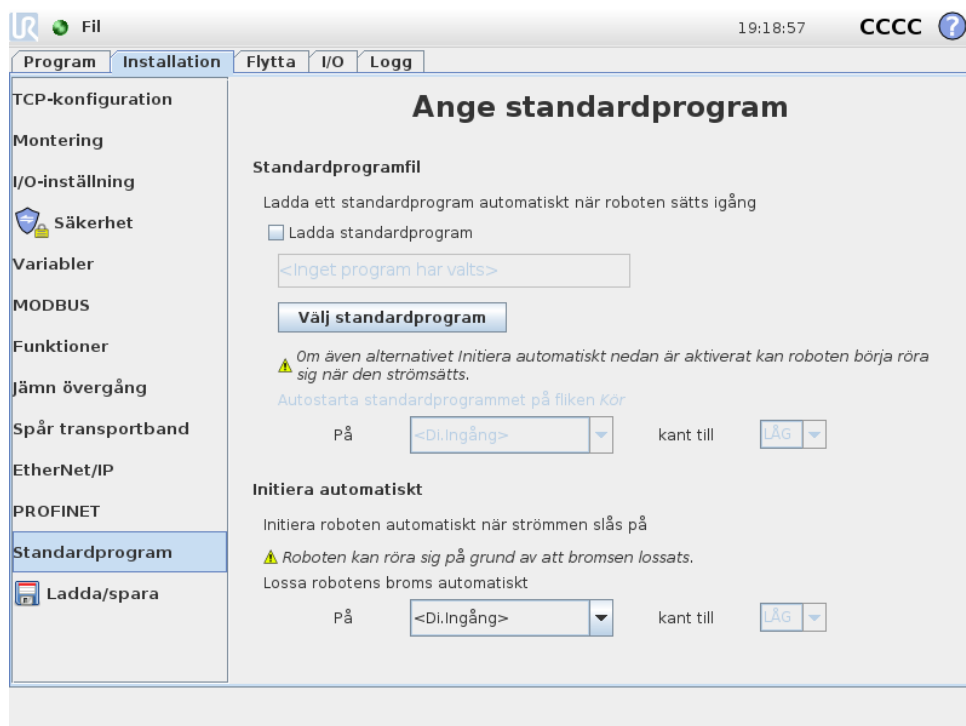 UR Fil 19:18:57 CCCC ?
Program Installation Flytta I/O Logg
TCP-konfiguration
Montering
I/O-inställning
Säkerhet
Variabler
MODBUS
Funktioner
Jämn övergång
Spår transportband
EtherNet/IP
PROFINET
Standardprogram
Ladda/spara
Ange standardprogram
Standardprogramfil
Ladda ett standardprogram automatiskt när roboten sätts igång
Ladda standardprogram
<Inget program har valts>
Välj standardprogram
Om även alternativet Initiera automatiskt nedan är aktiverat kan roboten börja röra
sig när den strömsätts.
Autostarta standardprogrammet på fliken Kör
På <Di.Ingång> kant till LÅG
Initiera automatiskt
Initiera roboten automatiskt när strömmen slås på
Roboten kan röra sig på grund av att bromsen lossats.
Lossa robotens broms automatiskt
På <Di.Ingång> kant till LÅG